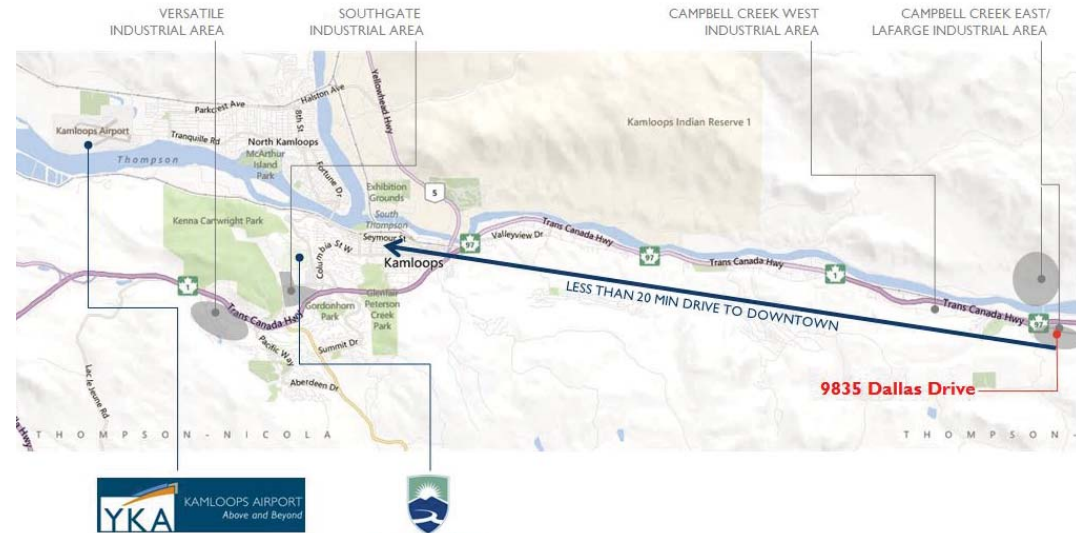 VERSATILE
INDUSTRIAL AREA
SOUTHGATE
INDUSTRIAL AREA
CAMPBELL CREEK WEST
INDUSTRIAL AREA
CAMPBELL CREEK EAST/
LAFARGE INDUSTRIAL AREA
Yellowhead Hwy
Halston Ave
Parkcrest Ave
8th St
Kamloops Airport
Tranquille Rd
North Kamloops
Kamloops Indian Reserve 1
McArthur
Island
Park
Thompson
Fortune Dr
Exhibition
Grounds
5
Kenna Cartwright Park
South
Thompson
Seymour St
Columbia St W
Kamloops
97
Valleyview Dr
Trans Canada Hwy
97
Trans Canada Hwy
1
Trans Canada Hwy
97
LESS THAN 20 MIN DRIVE TO DOWNTOWN
1
Trans Canada Hwy
Gordonhorn
Park
Glenfair
Peterson
Creek
Park
Pacific Way
Summit Dr
Aberdeen Dr
Lac le Jeune Rd
9835 Dallas Drive
THOMPSON-NICOLA
THOMPSON-
YKA
KAMLOOPS AIRPORT
Above and Beyond